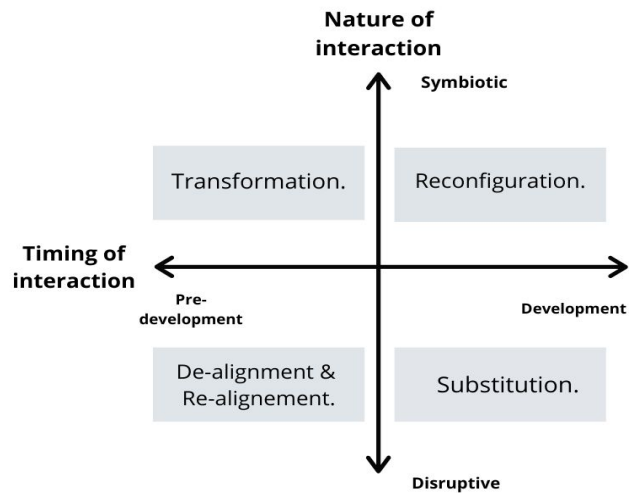 Nature of
interaction
Symbiotic
Transformation.
Reconfiguration.
Timing of
interaction
Pre-
development
Development
De-alignment &
Re-alignement.
Substitution.
Disruptive